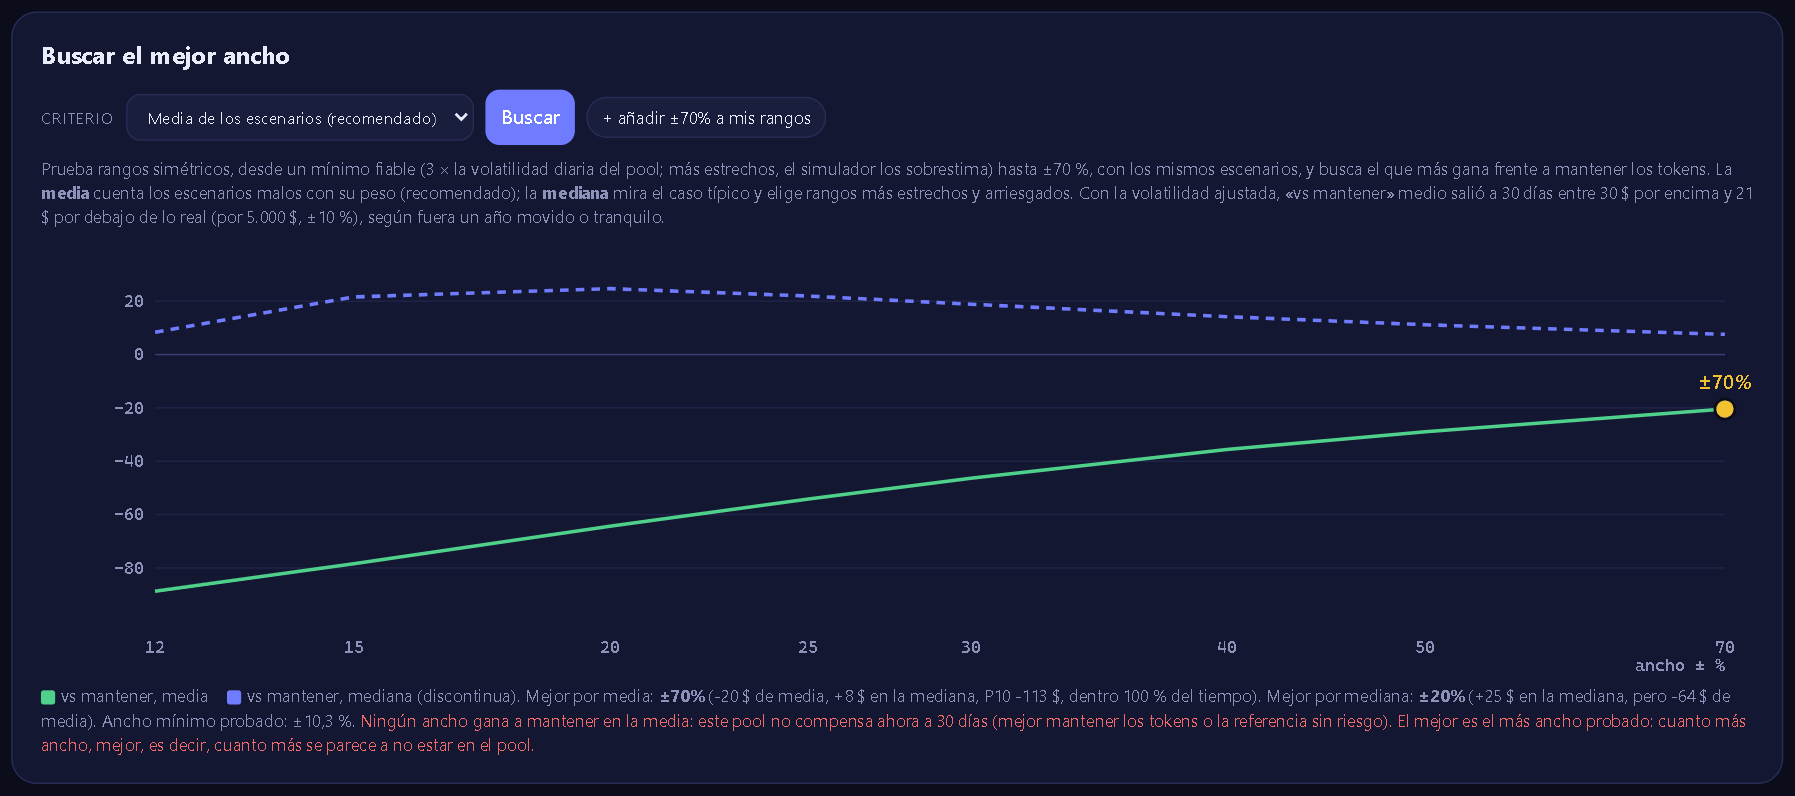 Buscar el mejor ancho
CRITERIO Media de los escenarios (recomendado) Buscar + añadir ±70% a mis rangos
Prueba rangos simétricos, desde un mínimo fiable (3 × la volatilidad diaria del pool; más estrechos, el simulador los sobrestima) hasta ±70 %, con los mismos escenarios, y busca el que más gana frente a mantener los tokens. La
media cuenta los escenarios malos con su peso (recomendado); la mediana mira el caso típico y elige rangos más estrechos y arriesgados. Con la volatilidad ajustada, «vs mantener» medio salió a 30 días entre 30 $ por encima y 21
$ por debajo de lo real (por 5.000 $, ±10 %), según fuera un año movido o tranquilo.
20
0
−20
−40
−60
−80
±70%
12 15 20 25 30 40 50 70
ancho ± %
vs mantener, media vs mantener, mediana (discontinua). Mejor por media: ±70% (-20 $ de media, +8 $ en la mediana, P10 -113 $, dentro 100 % del tiempo). Mejor por mediana: ±20% (+25 $ en la mediana, pero -64 $ de
media). Ancho mínimo probado: ±10,3 %. Ningún ancho gana a mantener en la media: este pool no compensa ahora a 30 días (mejor mantener los tokens o la referencia sin riesgo). El mejor es el más ancho probado: cuanto más
ancho, mejor, es decir, cuanto más se parece a no estar en el pool.